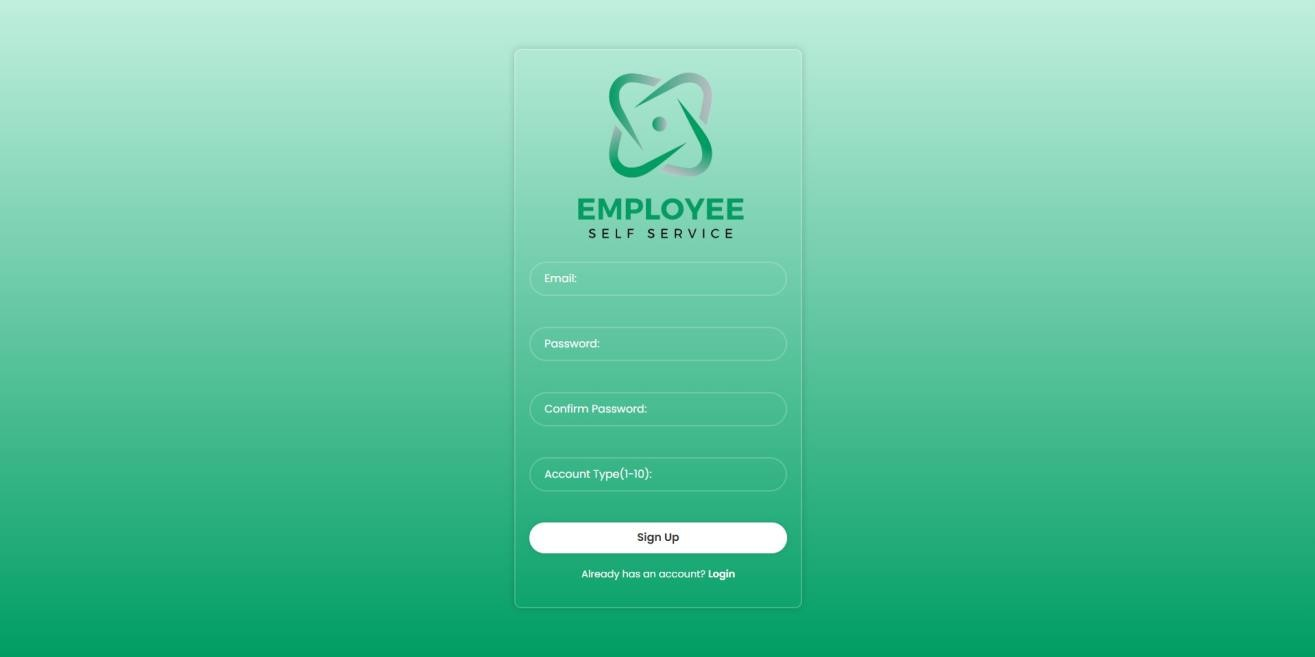 EMPLOYEE
SELF SERVICE
Email:
Password:
Confirm Password:
Account Type(1-10):
Sign Up
Already has an account? Login